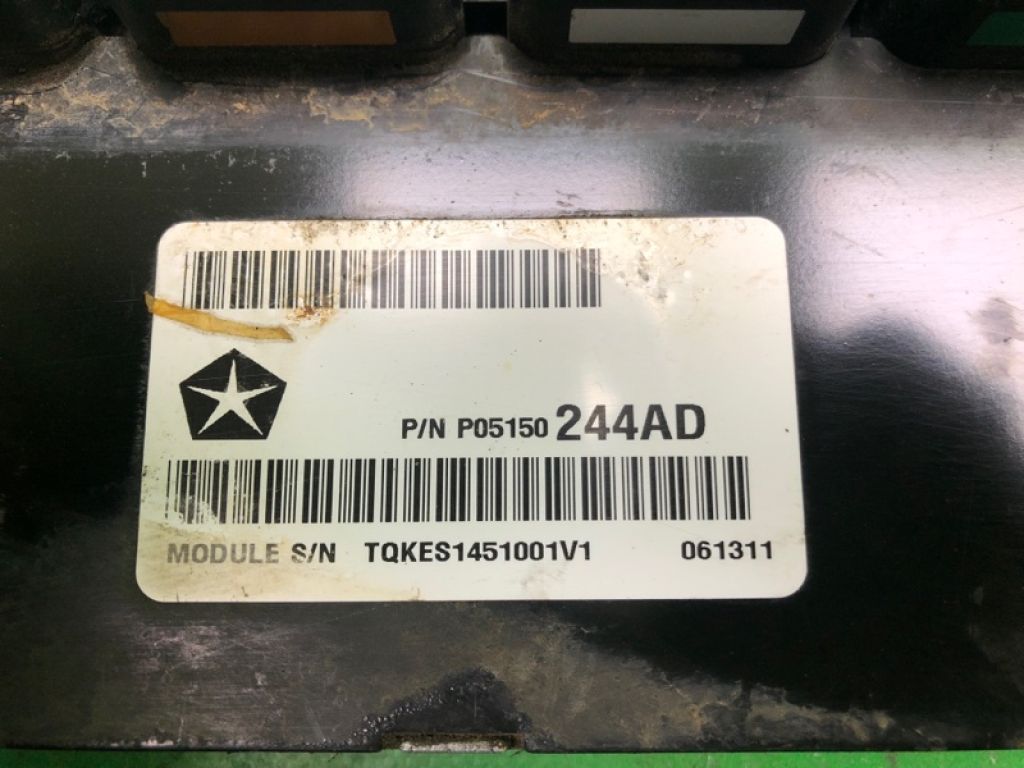 P/N P05150 244AD
MODULE S/N TQKES1451001V1 061311